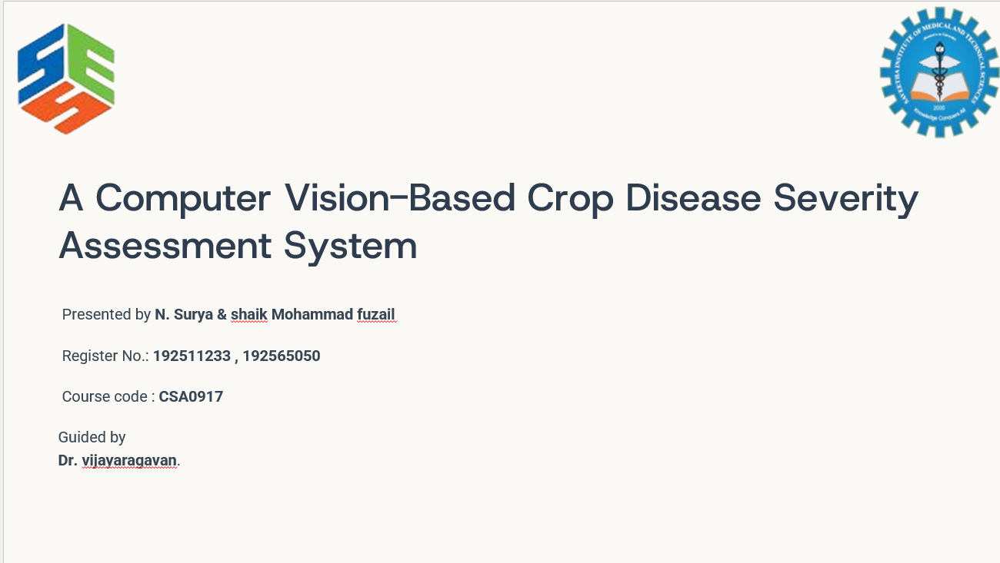 SES
SAVEETHA INSTITUTE OF MEDICAL AND TECHNICAL SCIENCES
2005
Knowledge Conquers All
A Computer Vision–Based Crop Disease Severity
Assessment System
Presented by N. Surya & shaik Mohammad fuzail
Register No.: 192511233 , 192565050
Course code : CSA0917
Guided by
Dr. vijayaragavan.